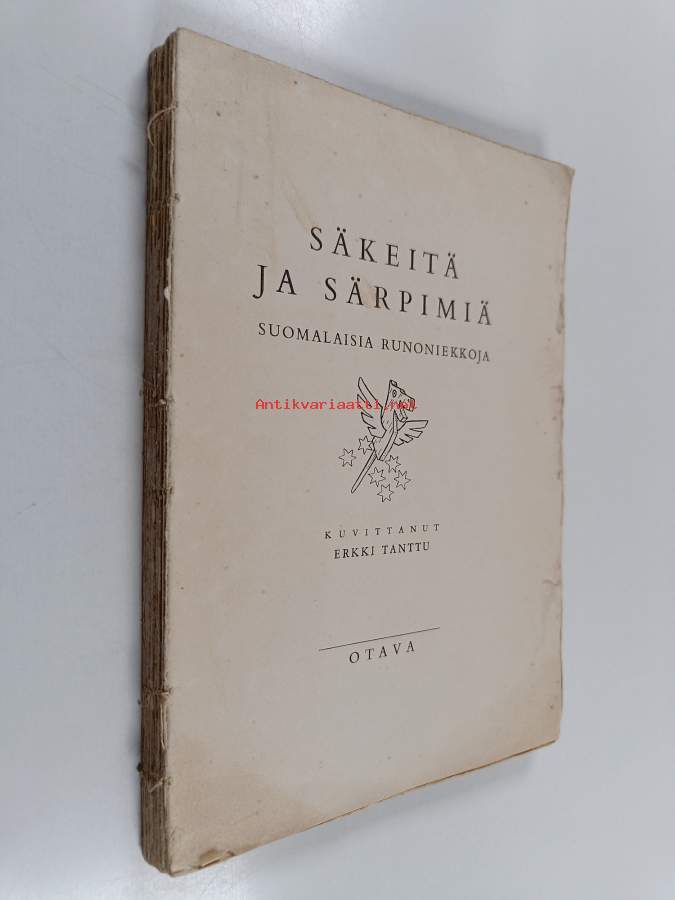 SÄKEITÄ
JA SÄRPIMIÄ
SUOMALAISIA RUNONIEKKOJA
Antikvariaatti.net
KUVITTANUT
ERKKI TANTTU
OTAVA